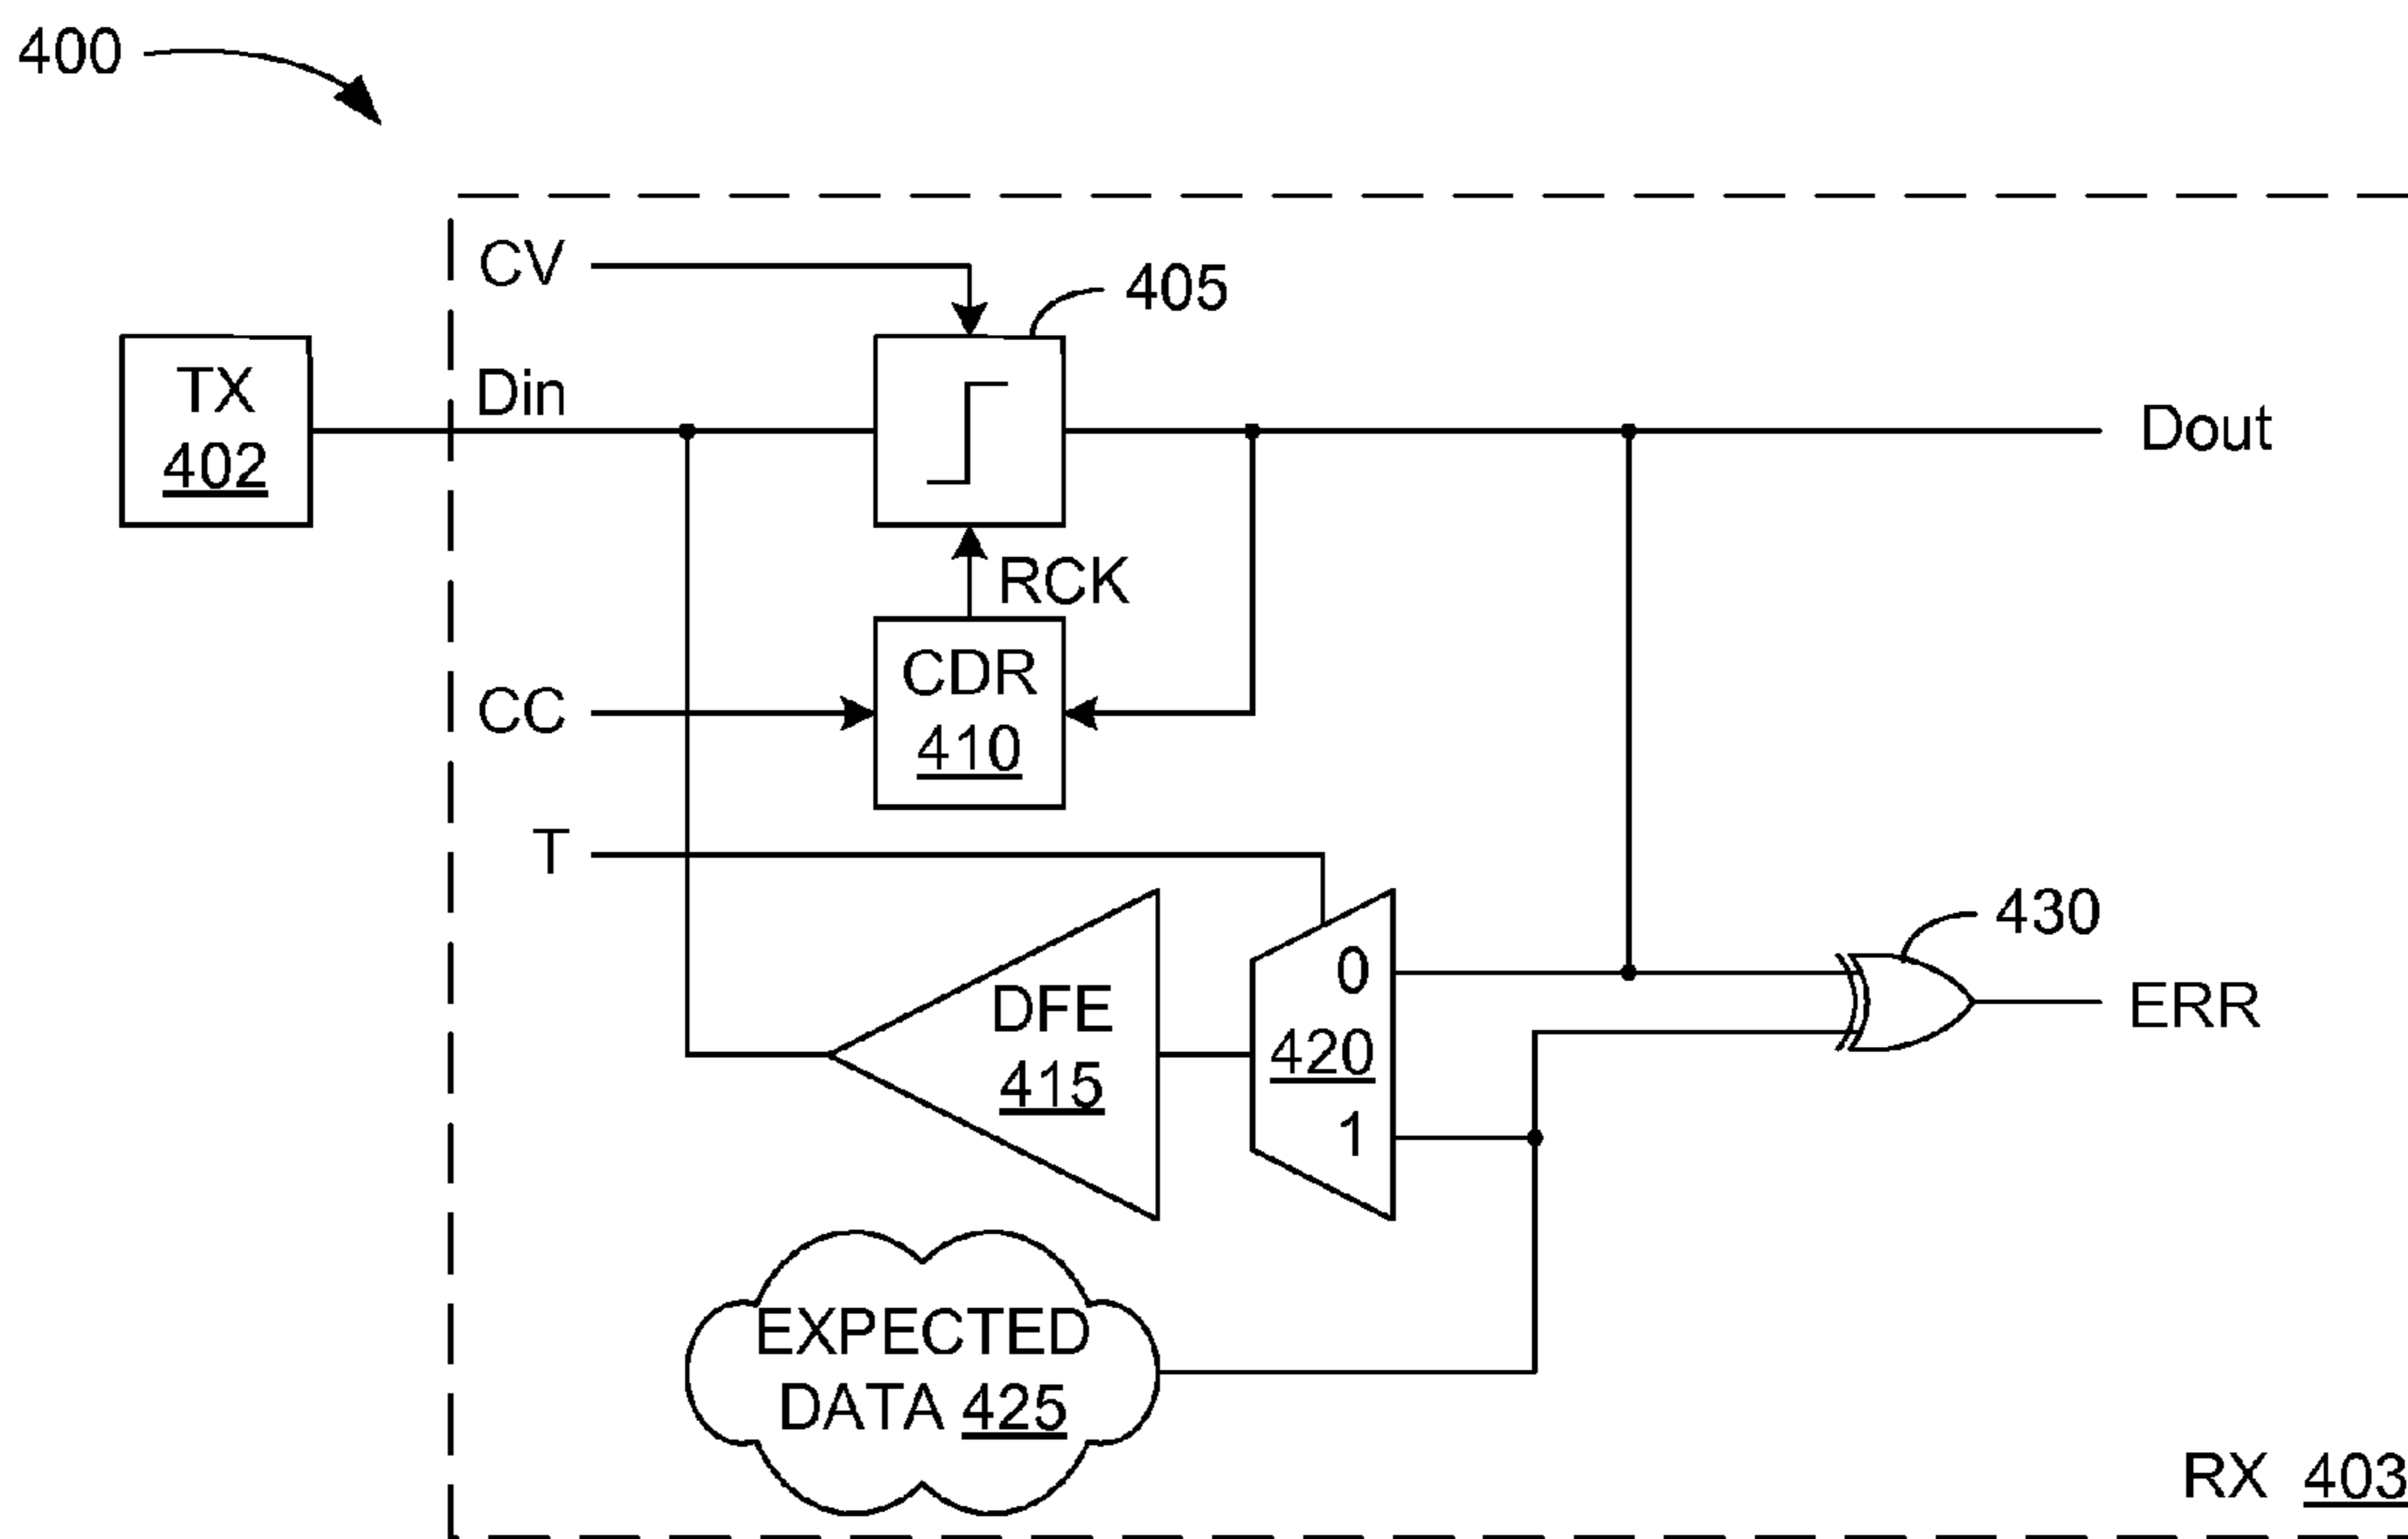 400
CV
405
TX
402
Din
Dout
RCK
CDR
410
CC
T
430
0
DFE
415
420
1
ERR
EXPECTED
DATA 425
RX 403